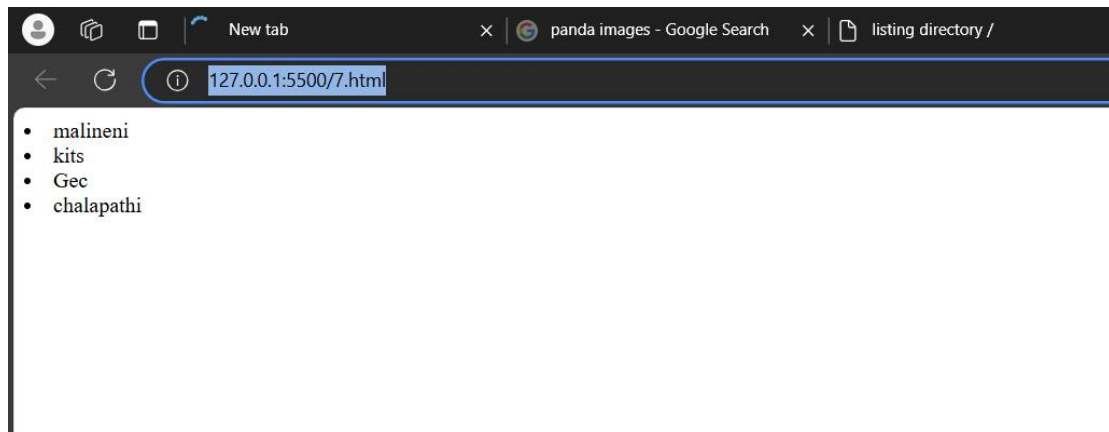 New tab
panda images - Google Search
listing directory /
127.0.0.1:5500/7.html
• malineni
• kits
• Gec
• chalapathi